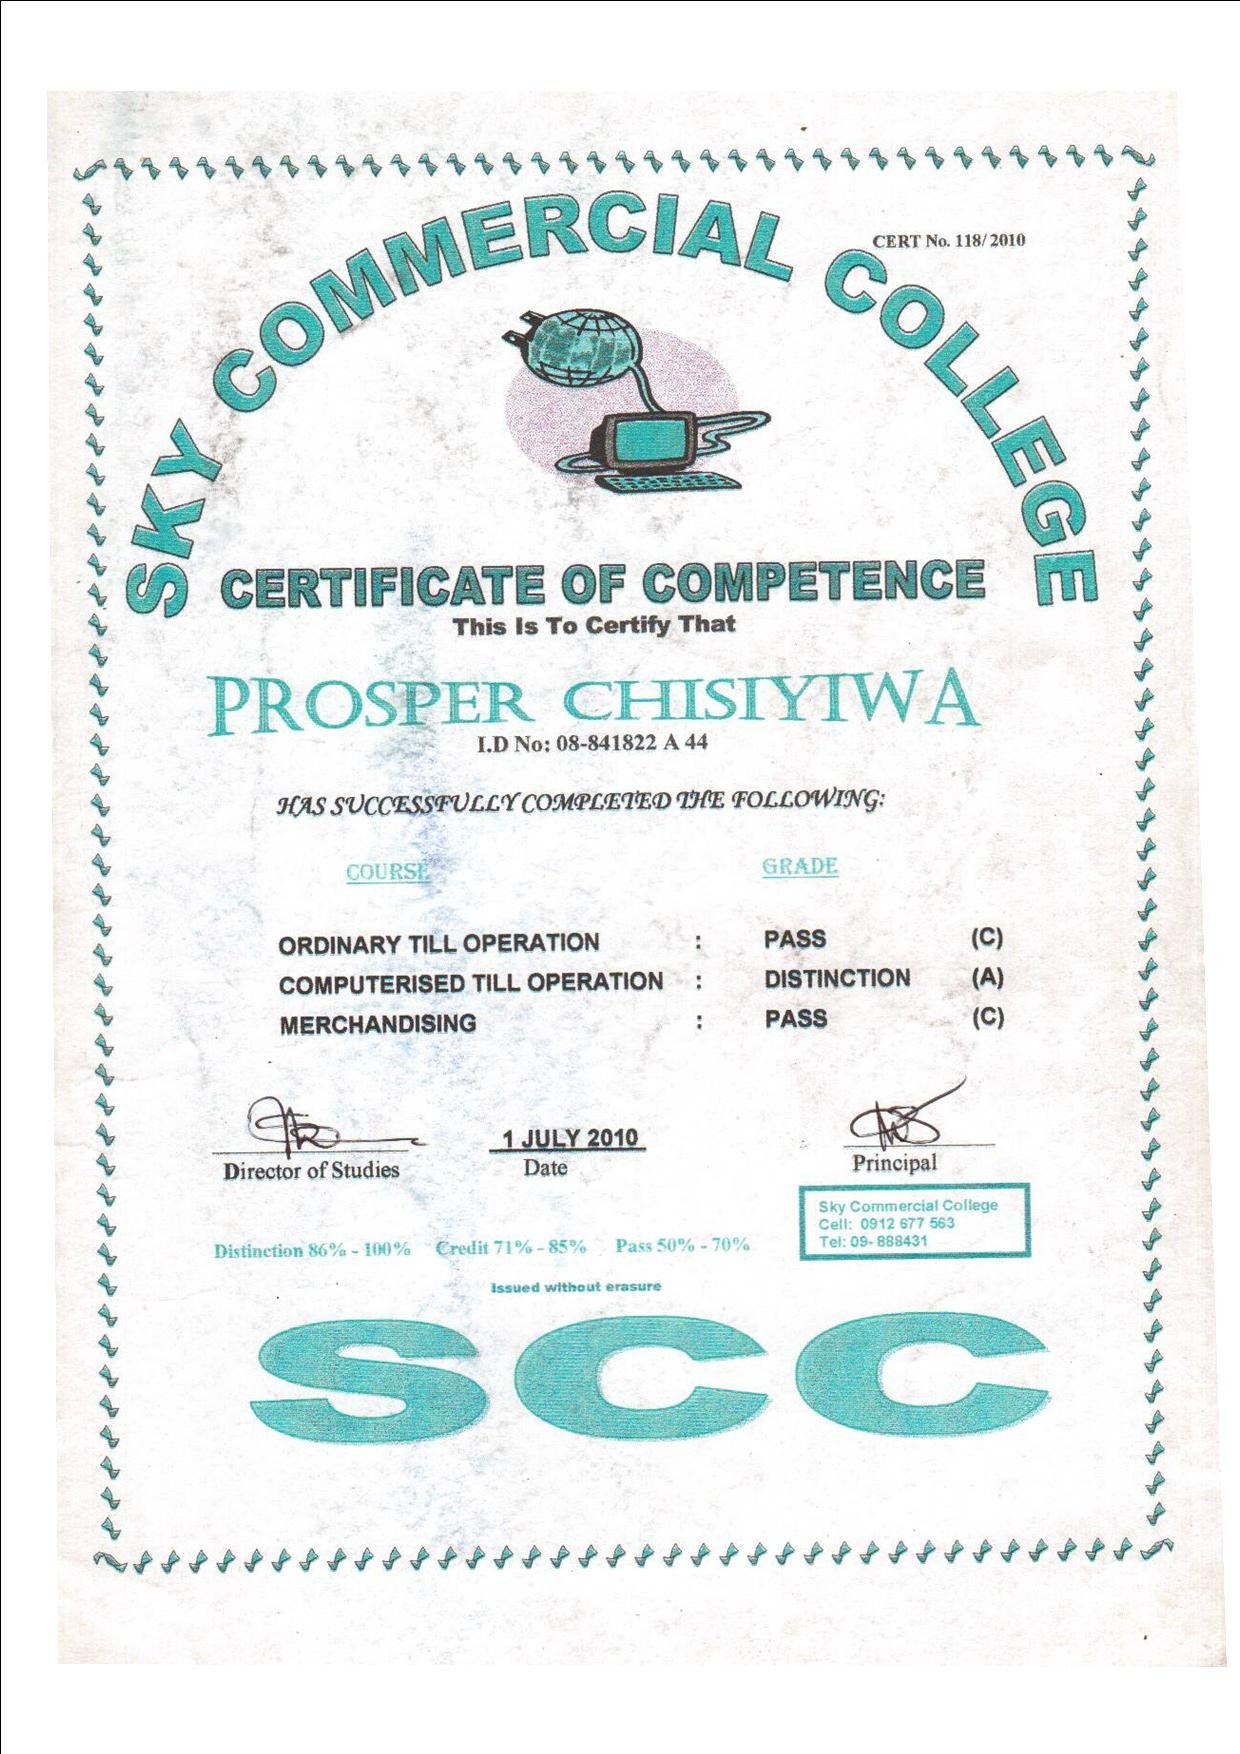 SKY COMMERCIAL COLLEGE
CERT No. 118/2010
CERTIFICATE OF COMPETENCE
This Is To Certify That
PROSPER CHISIYIWA
I.D No: 08-841822 A 44
HAS SUCCESSFULLY COMPLETED THE FOLLOWING:
COURSE GRADE
ORDINARY TILL OPERATION : PASS (C)
COMPUTERISED TILL OPERATION : DISTINCTION (A)
MERCHANDISING : PASS (C)
1 JULY 2010
Director of Studies Date Principal
Sky Commercial College
Cell: 0912 677 563
Tel: 09- 888431
Distinction 86% - 100% Credit 71% - 85% Pass 50% - 70%
Issued without erasure
SCC